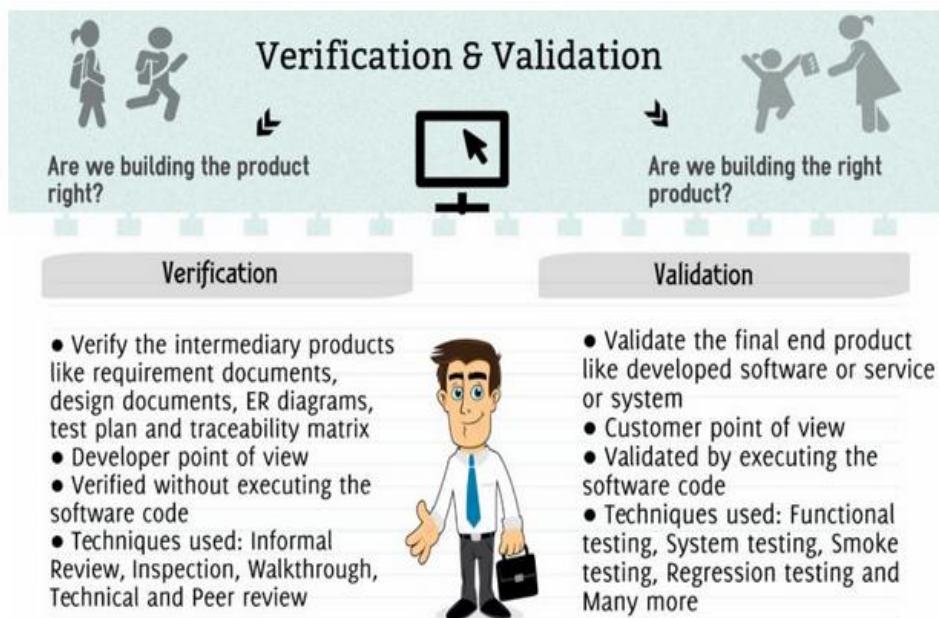 Verification & Validation
Are we building the product
right?
Are we building the right
product?
Verification
● Verify the intermediary products
like requirement documents,
design documents, ER diagrams,
test plan and traceability matrix
● Developer point of view
● Verified without executing the
software code
● Techniques used: Informal
Review, Inspection, Walkthrough,
Technical and Peer review
Validation
● Validate the final end product
like developed software or service
or system
● Customer point of view
● Validated by executing the
software code
● Techniques used: Functional
testing, System testing, Smoke
testing, Regression testing and
Many more